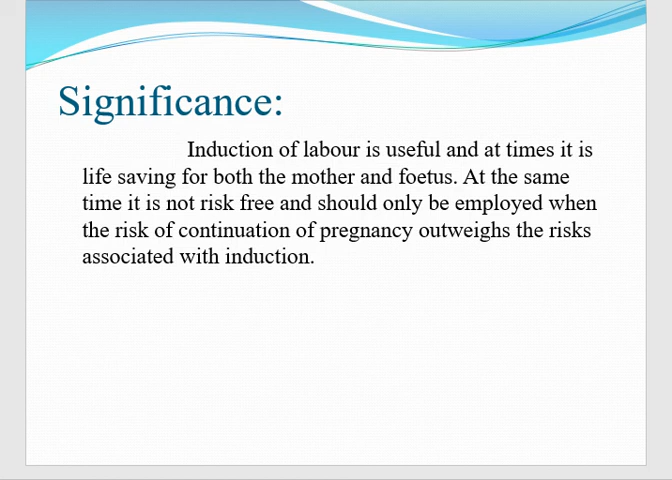 Significance:
Induction of labour is useful and at times it is
life saving for both the mother and foetus. At the same
time it is not risk free and should only be employed when
the risk of continuation of pregnancy outweighs the risks
associated with induction.